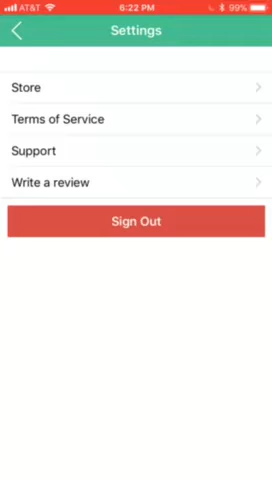 AT&T 6:22 PM 99%
Settings
Store
Terms of Service
Support
Write a review
Sign Out